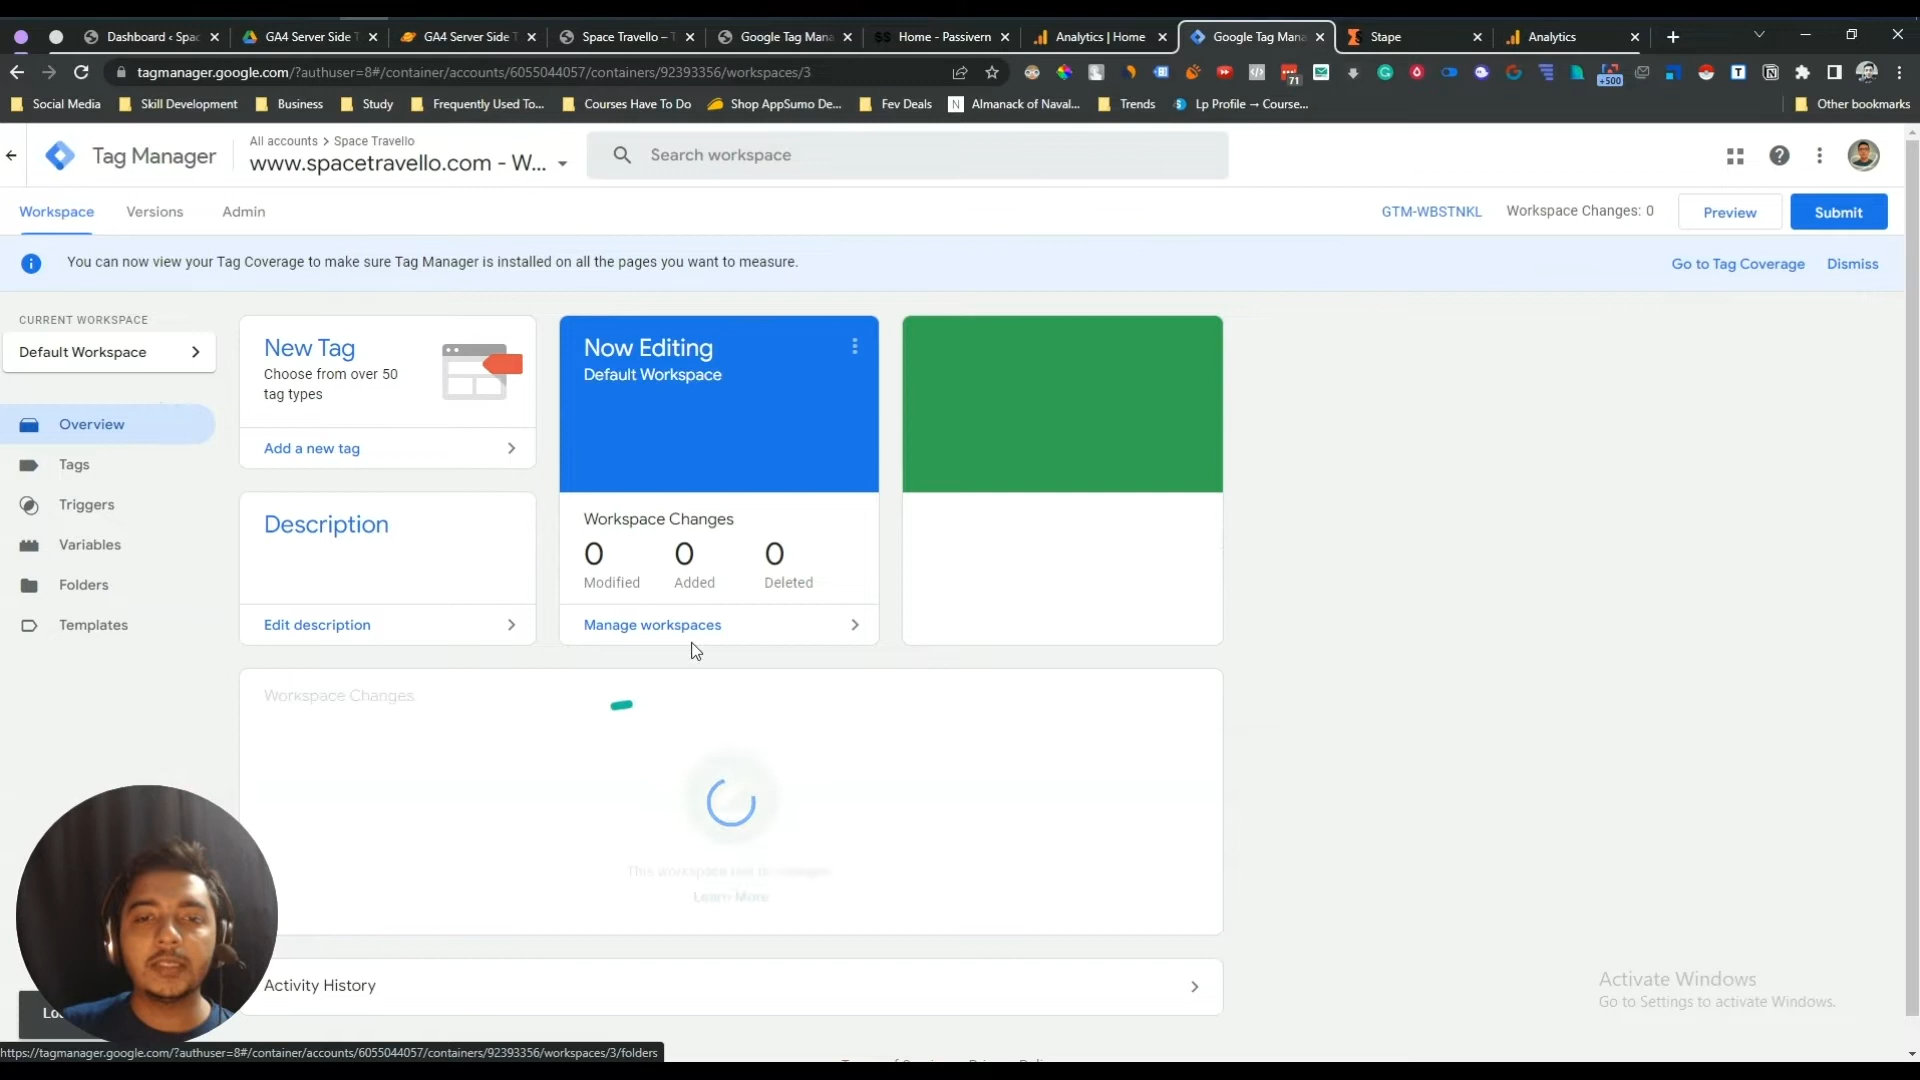 Dashboard ‹ Spac
GA4 Server Side T
GA4 Server Side T
Space Travello – T
Google Tag Mana
Home - Passivern
Analytics | Home
Google Tag Mana
Stape
Analytics
tagmanager.google.com/?authuser=8#/container/accounts/6055044057/containers/92393356/workspaces/3
71
+500
Social Media
Skill Development
Business
Study
Frequently Used To...
Courses Have To Do
Shop AppSumo De...
Fev Deals
Almanack of Naval...
Trends
Lp Profile → Course...
Other bookmarks
Tag Manager
All accounts > Space Travello
www.spacetravello.com - W...
Search workspace
Workspace
Versions
Admin
GTM-WBSTNKL
Workspace Changes: 0
Preview
Submit
You can now view your Tag Coverage to make sure Tag Manager is installed on all the pages you want to measure.
Go to Tag Coverage
Dismiss
CURRENT WORKSPACE
Default Workspace
Overview
Tags
Triggers
Variables
Folders
Templates
New Tag
Choose from over 50
tag types
Add a new tag
Description
Edit description
Now Editing
Default Workspace
Workspace Changes
0 0 0
Modified Added Deleted
Manage workspaces
Workspace Changes
This workspace
Learn More
Activity History
Activate Windows
Go to Settings to activate Windows.
https://tagmanager.google.com/?authuser=8#/container/accounts/6055044057/containers/92393356/workspaces/3/folders